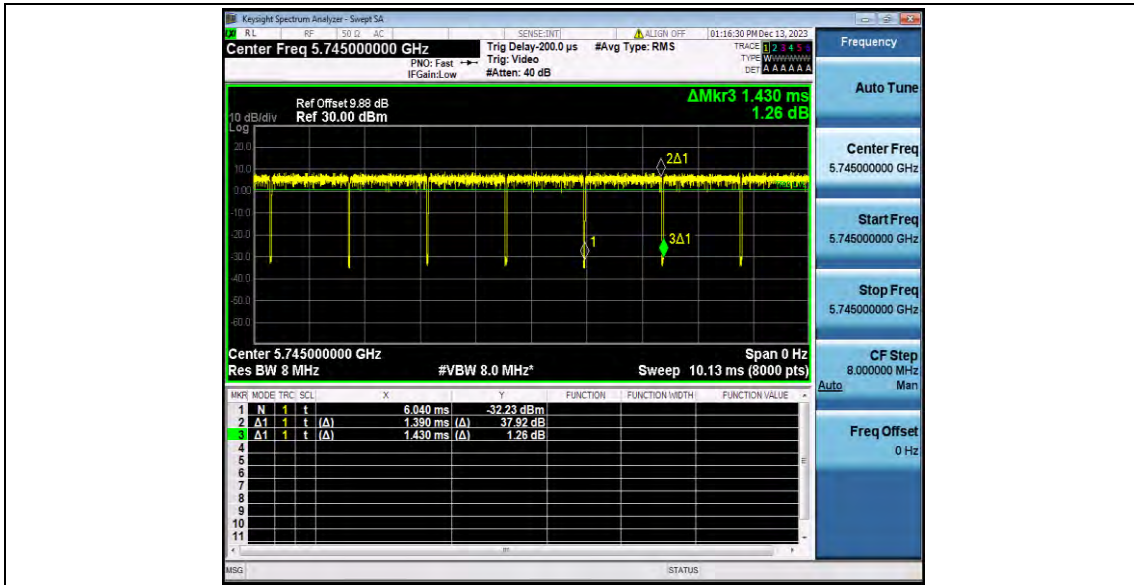 Keysight Spectrum Analyzer - Swept SA
RL RF 50 Ω AC SENSE:INT ALIGN OFF 01:16:30 PM Dec 13, 2023
Center Freq 5.745000000 GHz Trig Delay-200.0 µs #Avg Type: RMS TRACE 1 2 3 4 5 6
PNO: Fast Trig: Video TYPE WWWWWW
IFGain:Low #Atten: 40 dB DET A A A A A A
ΔMkr3 1.430 ms
1.26 dB
Ref Offset 9.88 dB
10 dB/div Ref 30.00 dBm
Log
20.0
10.0
0.00
-10.0
-20.0
-30.0
-40.0
-50.0
-60.0
2Δ1
1
3Δ1
Center 5.745000000 GHz Span 0 Hz
Res BW 8 MHz #VBW 8.0 MHz* Sweep 10.13 ms (8000 pts)
MKR MODE TRC SCL X Y FUNCTION FUNCTION WIDTH FUNCTION VALUE
1 N 1 t 6.040 ms -32.23 dBm
2 Δ1 1 t (Δ) 1.390 ms (Δ) 37.92 dB
3 Δ1 1 t (Δ) 1.430 ms (Δ) 1.26 dB
4
5
6
7
8
9
10
11
MSG STATUS
Frequency
Auto Tune
Center Freq
5.745000000 GHz
Start Freq
5.745000000 GHz
Stop Freq
5.745000000 GHz
CF Step
8.000000 MHz
Auto Man
Freq Offset
0 Hz